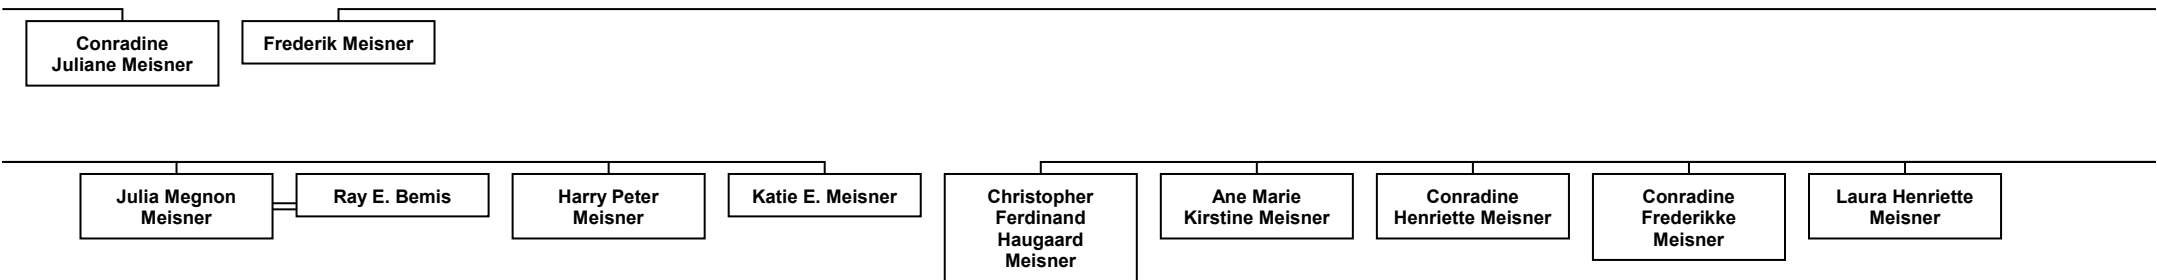 Conradine
Juliane Meisner
Frederik Meisner
Julia Megnon
Meisner
Ray E. Bemis
Harry Peter
Meisner
Katie E. Meisner
Christopher
Ferdinand
Haugaard
Meisner
Ane Marie
Kirstine Meisner
Conradine
Henriette Meisner
Conradine
Frederikke
Meisner
Laura Henriette
Meisner